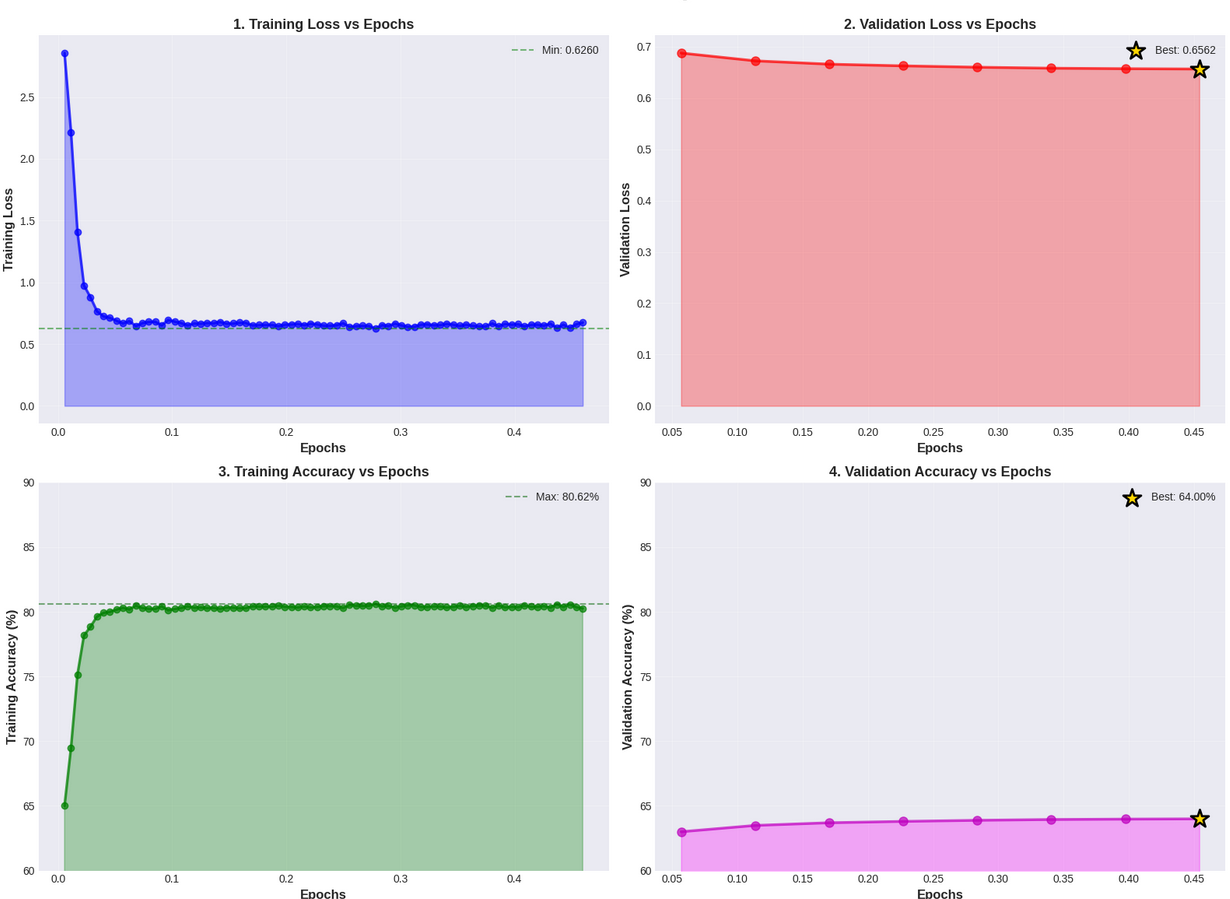 1. Training Loss vs Epochs
Min: 0.6260
Training Loss
2.5
2.0
1.5
1.0
0.5
0.0
0.0 0.1 0.2 0.3 0.4
Epochs
2. Validation Loss vs Epochs
Best: 0.6562
Validation Loss
0.7
0.6
0.5
0.4
0.3
0.2
0.1
0.0
0.05 0.10 0.15 0.20 0.25 0.30 0.35 0.40 0.45
Epochs
3. Training Accuracy vs Epochs
Max: 80.62%
Training Accuracy (%)
90
85
80
75
70
65
60
0.0 0.1 0.2 0.3 0.4
Epochs
4. Validation Accuracy vs Epochs
Best: 64.00%
Validation Accuracy (%)
90
85
80
75
70
65
60
0.05 0.10 0.15 0.20 0.25 0.30 0.35 0.40 0.45
Epochs